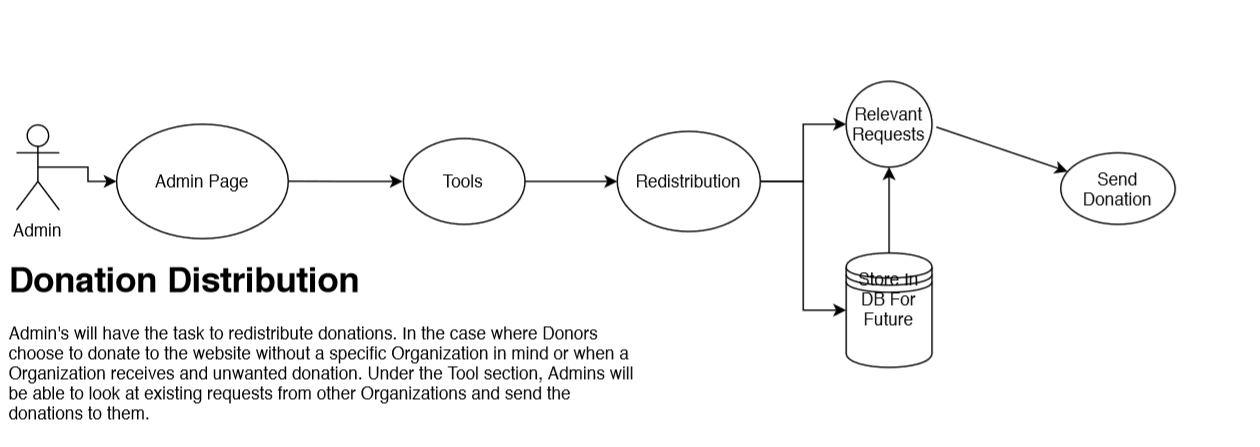 Admin
Admin Page
Tools
Redistribution
Relevant
Requests
Send
Donation
Store In
DB For
Future
Donation Distribution
Admin's will have the task to redistribute donations. In the case where Donors
choose to donate to the website without a specific Organization in mind or when a
Organization receives and unwanted donation. Under the Tool section, Admins will
be able to look at existing requests from other Organizations and send the
donations to them.